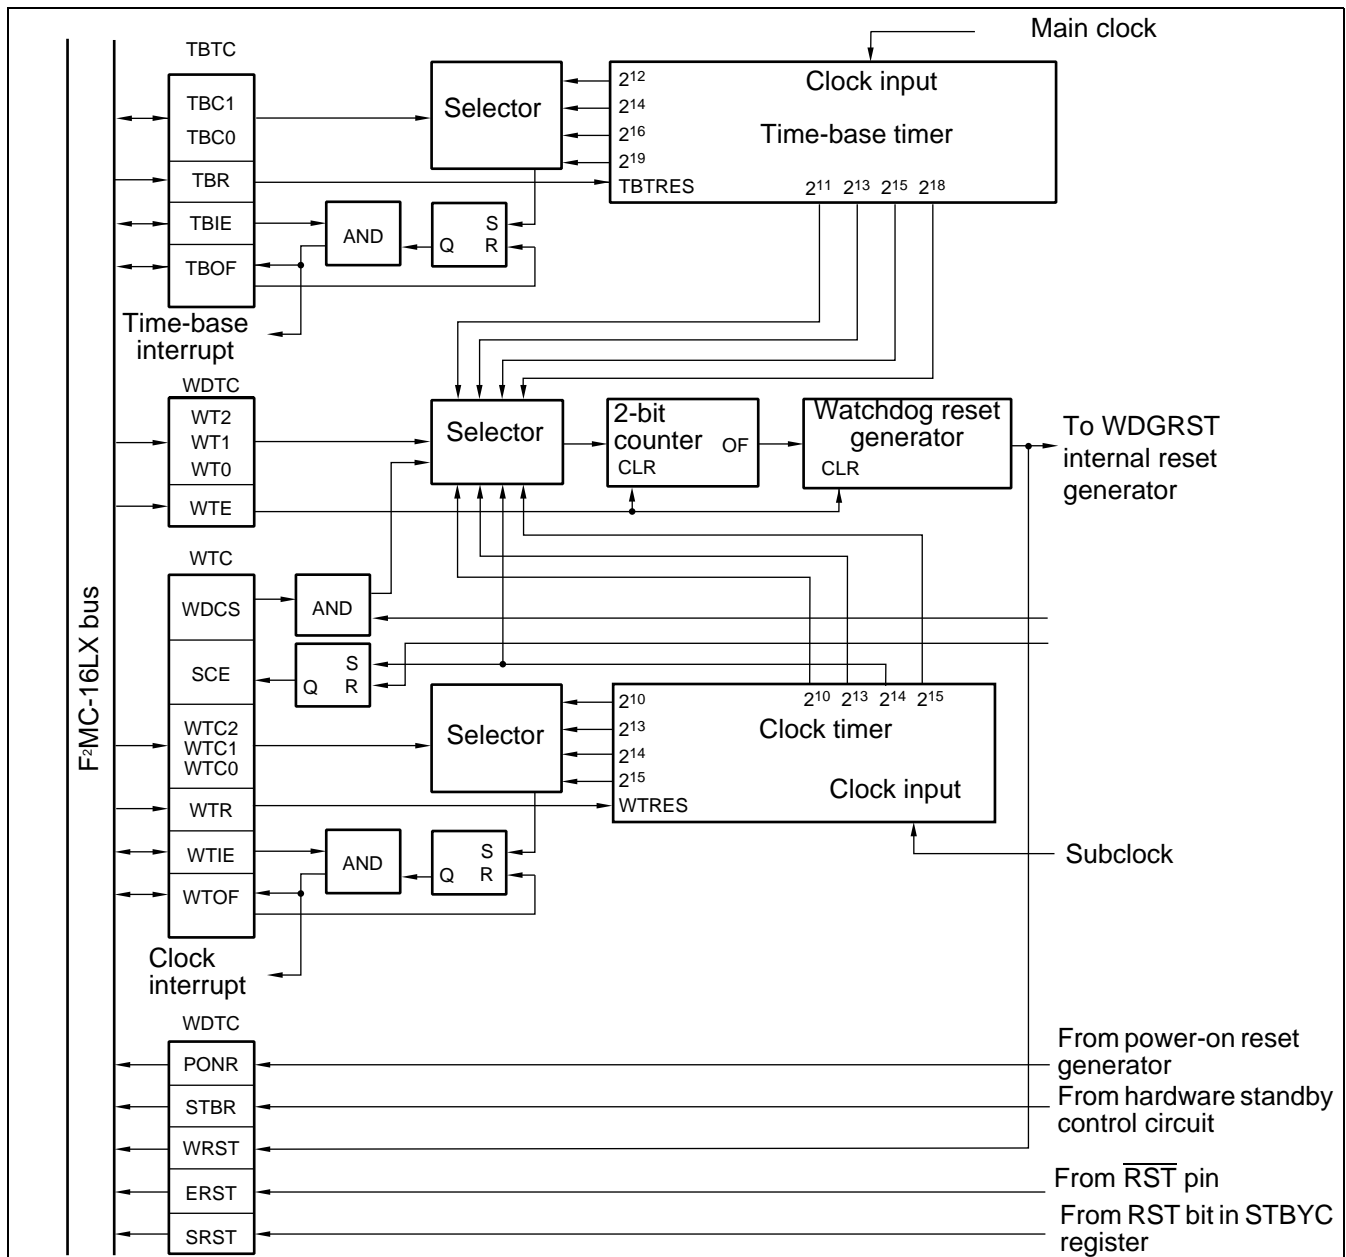 Main clock
TBTC
TBC1
TBC0
TBR
TBIE
TBOF
Selector
2¹²
2¹⁴
2¹⁶
2¹⁹
TBTRES
Clock input
Time-base timer
2¹¹ 2¹³ 2¹⁵ 2¹⁸
AND
S
Q R
Time-base
interrupt
WDTC
WT2
WT1
WT0
WTE
Selector
2-bit
counter OF
CLR
Watchdog reset
generator
CLR
To WDGRST
internal reset
generator
F²MC-16LX bus
WTC
WDCS
SCE
WTC2
WTC1
WTC0
WTR
WTIE
WTOF
AND
S
Q R
Selector
2¹⁰
2¹³
2¹⁴
2¹⁵
WTRES
2¹⁰ 2¹³ 2¹⁴ 2¹⁵
Clock timer
Clock input
AND
S
Q R
Subclock
Clock
interrupt
WDTC
PONR
STBR
WRST
ERST
SRST
From power-on reset
generator
From hardware standby
control circuit
From R̅S̅T̅ pin
From RST bit in STBYC
register